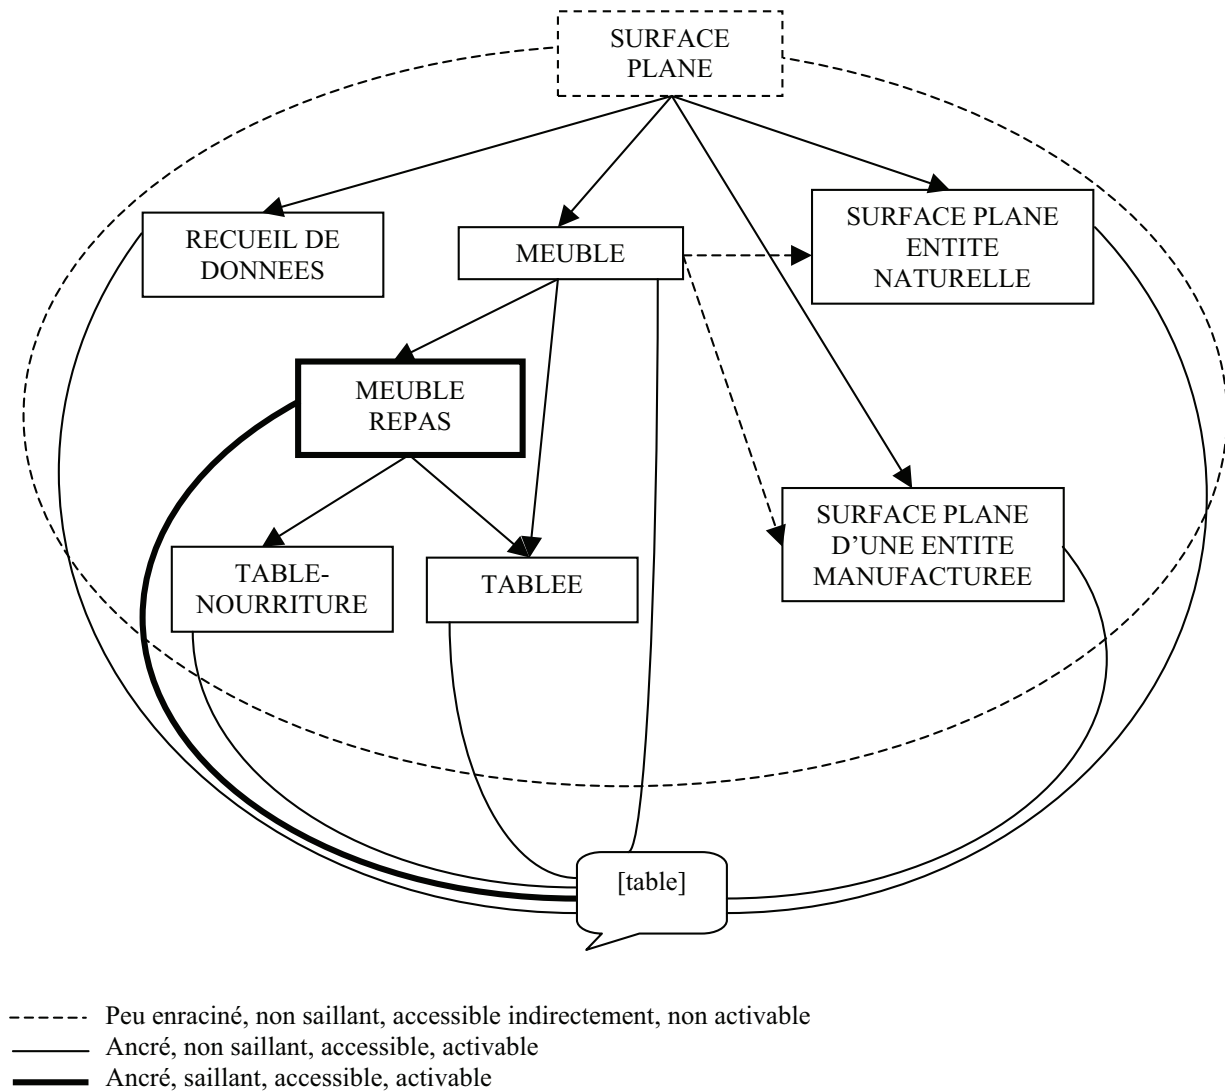 SURFACE
PLANE
RECUEIL DE
DONNEES
MEUBLE
SURFACE PLANE
ENTITE
NATURELLE
MEUBLE
REPAS
SURFACE PLANE
D’UNE ENTITE
MANUFACTUREE
TABLE-
NOURRITURE
TABLEE
[table]
Peu enraciné, non saillant, accessible indirectement, non activable
Ancré, non saillant, accessible, activable
Ancré, saillant, accessible, activable